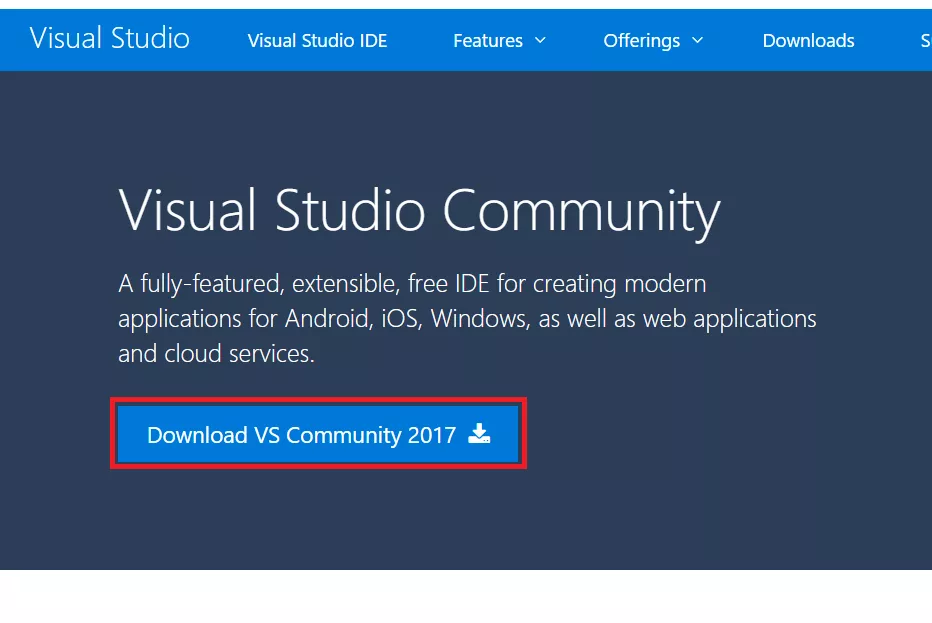 Visual Studio Visual Studio IDE Features Offerings Downloads
Visual Studio Community
A fully-featured, extensible, free IDE for creating modern
applications for Android, iOS, Windows, as well as web applications
and cloud services.
Download VS Community 2017